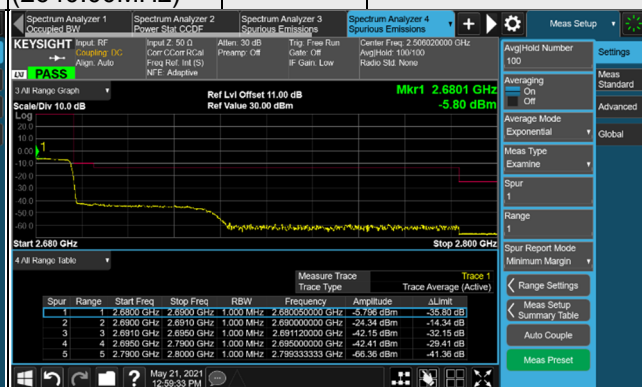 (2640.00MHz)
Spectrum Analyzer 1
Occupied BW
Spectrum Analyzer 2
Power Stat CCDF
Spectrum Analyzer 3
Spurious Emissions
Spectrum Analyzer 4
Spurious Emissions
Meas Setup
KEYSIGHT
Input: RF
Coupling: DC
Align: Auto
Input Z: 50 Ω
Corr CCorr RCal
Freq Ref: Int (S)
NFE: Adaptive
Atten: 30 dB
Preamp: Off
Trig: Free Run
Gate: Off
IF Gain: Low
Center Freq: 2.506020000 GHz
Avg|Hold: 100/100
Radio Std: None
LXI
PASS
3 All Range Graph
Ref Lvl Offset 11.00 dB
Mkr1 2.6801 GHz
Scale/Div 10.0 dB
Ref Value 30.00 dBm
-5.80 dBm
Log
20.0
10.0
0.00
1
-10.0
-20.0
-30.0
-40.0
-50.0
-60.0
Start 2.680 GHz
Stop 2.800 GHz
4 All Range Table
Measure Trace
Trace 1
Trace Type
Trace Average (Active)
Spur Range Start Freq Stop Freq RBW Frequency Amplitude ΔLimit
1 1 2.6800 GHz 2.6900 GHz 1.000 MHz 2.680050000 GHz -5.796 dBm -35.80 dB
2 2 2.6900 GHz 2.6910 GHz 1.000 MHz 2.690000000 GHz -24.34 dBm -14.34 dB
3 3 2.6910 GHz 2.6950 GHz 1.000 MHz 2.691120000 GHz -42.15 dBm -32.15 dB
4 4 2.6950 GHz 2.7900 GHz 1.000 MHz 2.695000000 GHz -42.41 dBm -29.41 dB
5 5 2.7900 GHz 2.8000 GHz 1.000 MHz 2.799333333 GHz -66.36 dBm -41.36 dB
May 21, 2021
12:59:33 PM
Avg|Hold Number
100
Averaging
On
Off
Average Mode
Exponential
Meas Type
Examine
Spur
1
Range
1
Spur Report Mode
Minimum Margin
Range Settings
Meas Setup
Summary Table
Auto Couple
Meas Preset
Settings
Meas
Standard
Advanced
Global